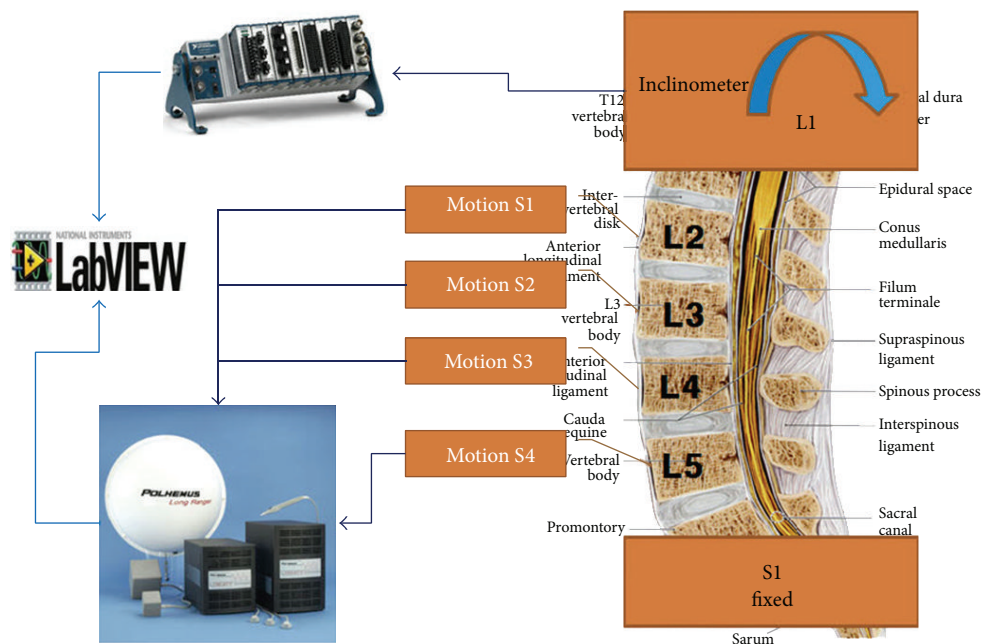 Inclinometer
L1
T12
vertebral
body
al dura
er
Motion S1
Inter-
vertebral
disk
L2
Epidural space
Conus
medullaris
Anterior
longitudinal
ament
Motion S2
NATIONAL INSTRUMENTS
LabVIEW
L3
vertebral
body
L3
Filum
terminale
Motion S3
Supraspinous
ligament
nterior
udinal
ligament
L4
Spinous process
Cauda
equine
Motion S4
Interspinous
ligament
Vertebral
body
L5
POLHEMUS
Long Ranger
Promontory
Sacral
canal
S1
fixed
Sarum